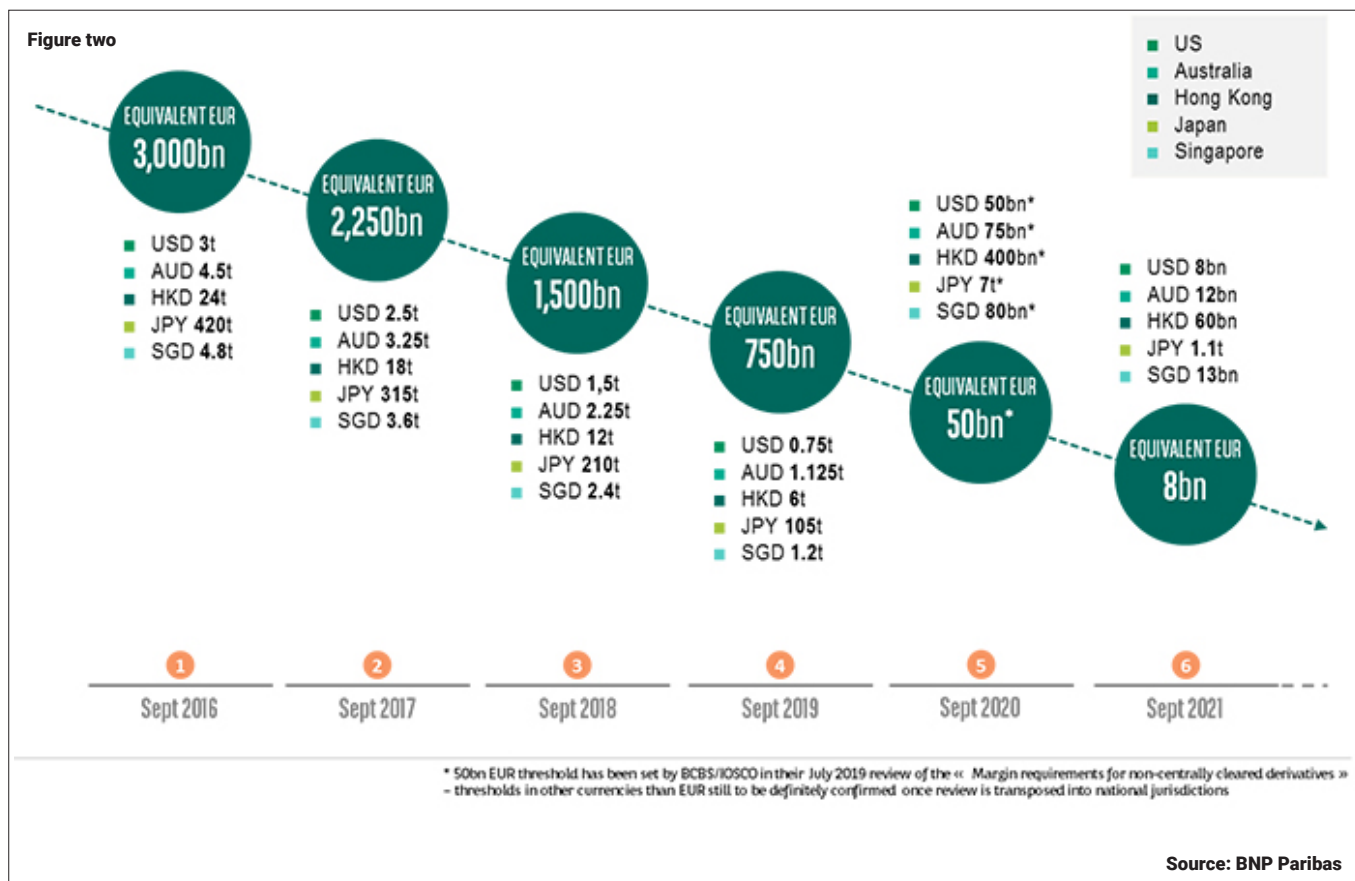 Figure two
US
Australia
Hong Kong
Japan
Singapore
EQUIVALENT EUR
3,000bn
USD 3t
AUD 4.5t
HKD 24t
JPY 420t
SGD 4.8t
EQUIVALENT EUR
2,250bn
USD 2.5t
AUD 3.25t
HKD 18t
JPY 315t
SGD 3.6t
EQUIVALENT EUR
1,500bn
USD 1,5t
AUD 2.25t
HKD 12t
JPY 210t
SGD 2.4t
EQUIVALENT EUR
750bn
USD 0.75t
AUD 1.125t
HKD 6t
JPY 105t
SGD 1.2t
USD 50bn*
AUD 75bn*
HKD 400bn*
JPY 7t*
SGD 80bn*
EQUIVALENT EUR
50bn*
USD 8bn
AUD 12bn
HKD 60bn
JPY 1.1t
SGD 13bn
EQUIVALENT EUR
8bn
1
Sept 2016
2
Sept 2017
3
Sept 2018
4
Sept 2019
5
Sept 2020
6
Sept 2021
* 50bn EUR threshold has been set by BCBS/IOSCO in their July 2019 review of the « Margin requirements for non-centrally cleared derivatives »
– thresholds in other currencies than EUR still to be definitely confirmed once review is transposed into national jurisdictions
Source: BNP Paribas